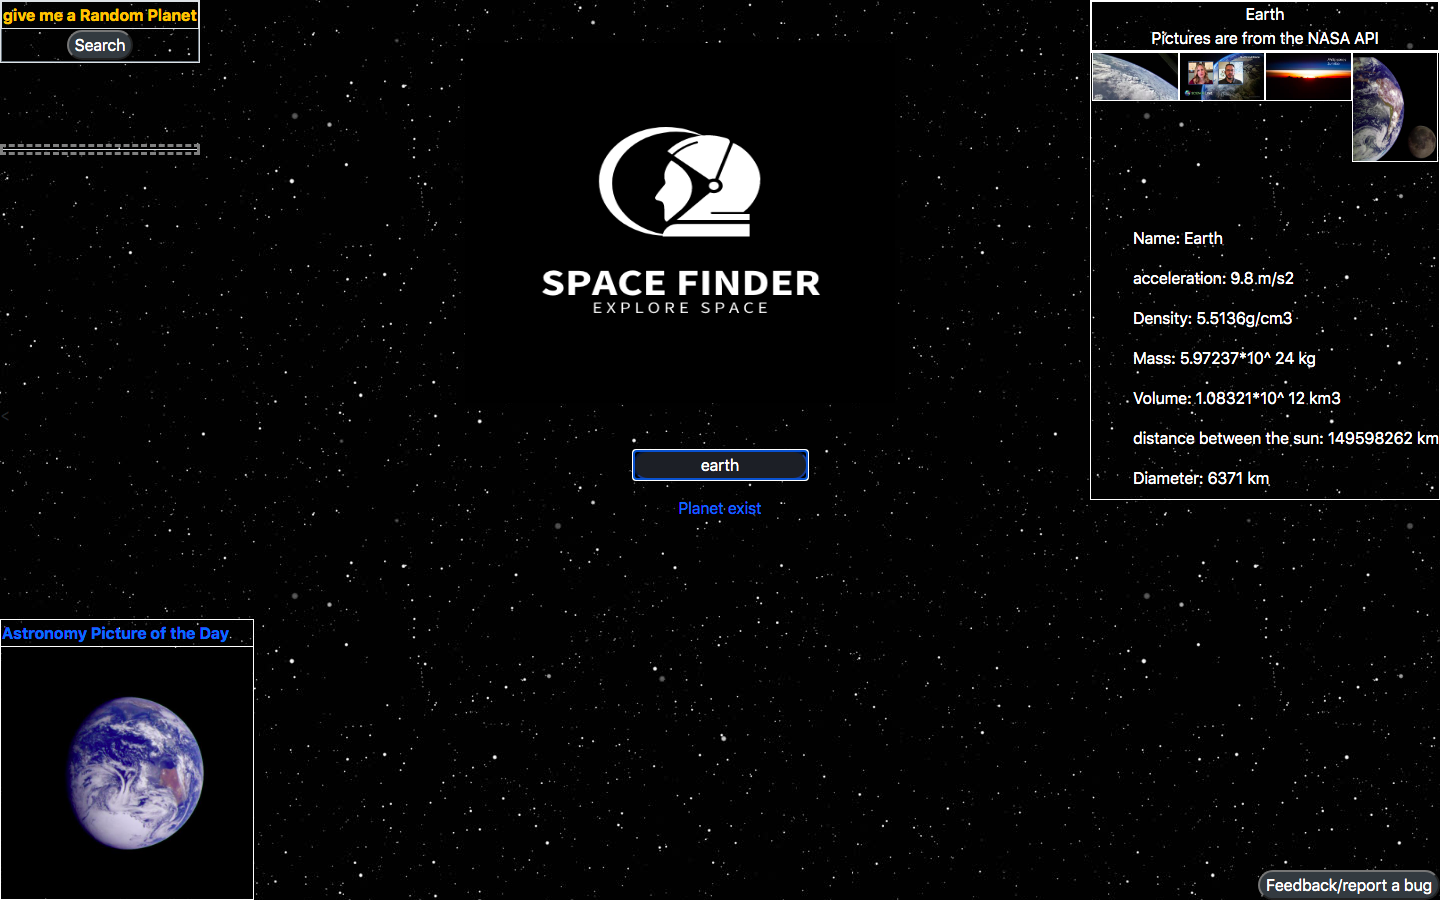 give me a Random Planet
Search
SPACE FINDER
EXPLORE SPACE
<
earth
Planet exist
Astronomy Picture of the Day
Earth
Pictures are from the NASA API
Name: Earth
acceleration: 9.8 m/s2
Density: 5.5136g/cm3
Mass: 5.97237*10^ 24 kg
Volume: 1.08321*10^ 12 km3
distance between the sun: 149598262 km
Diameter: 6371 km
Feedback/report a bug